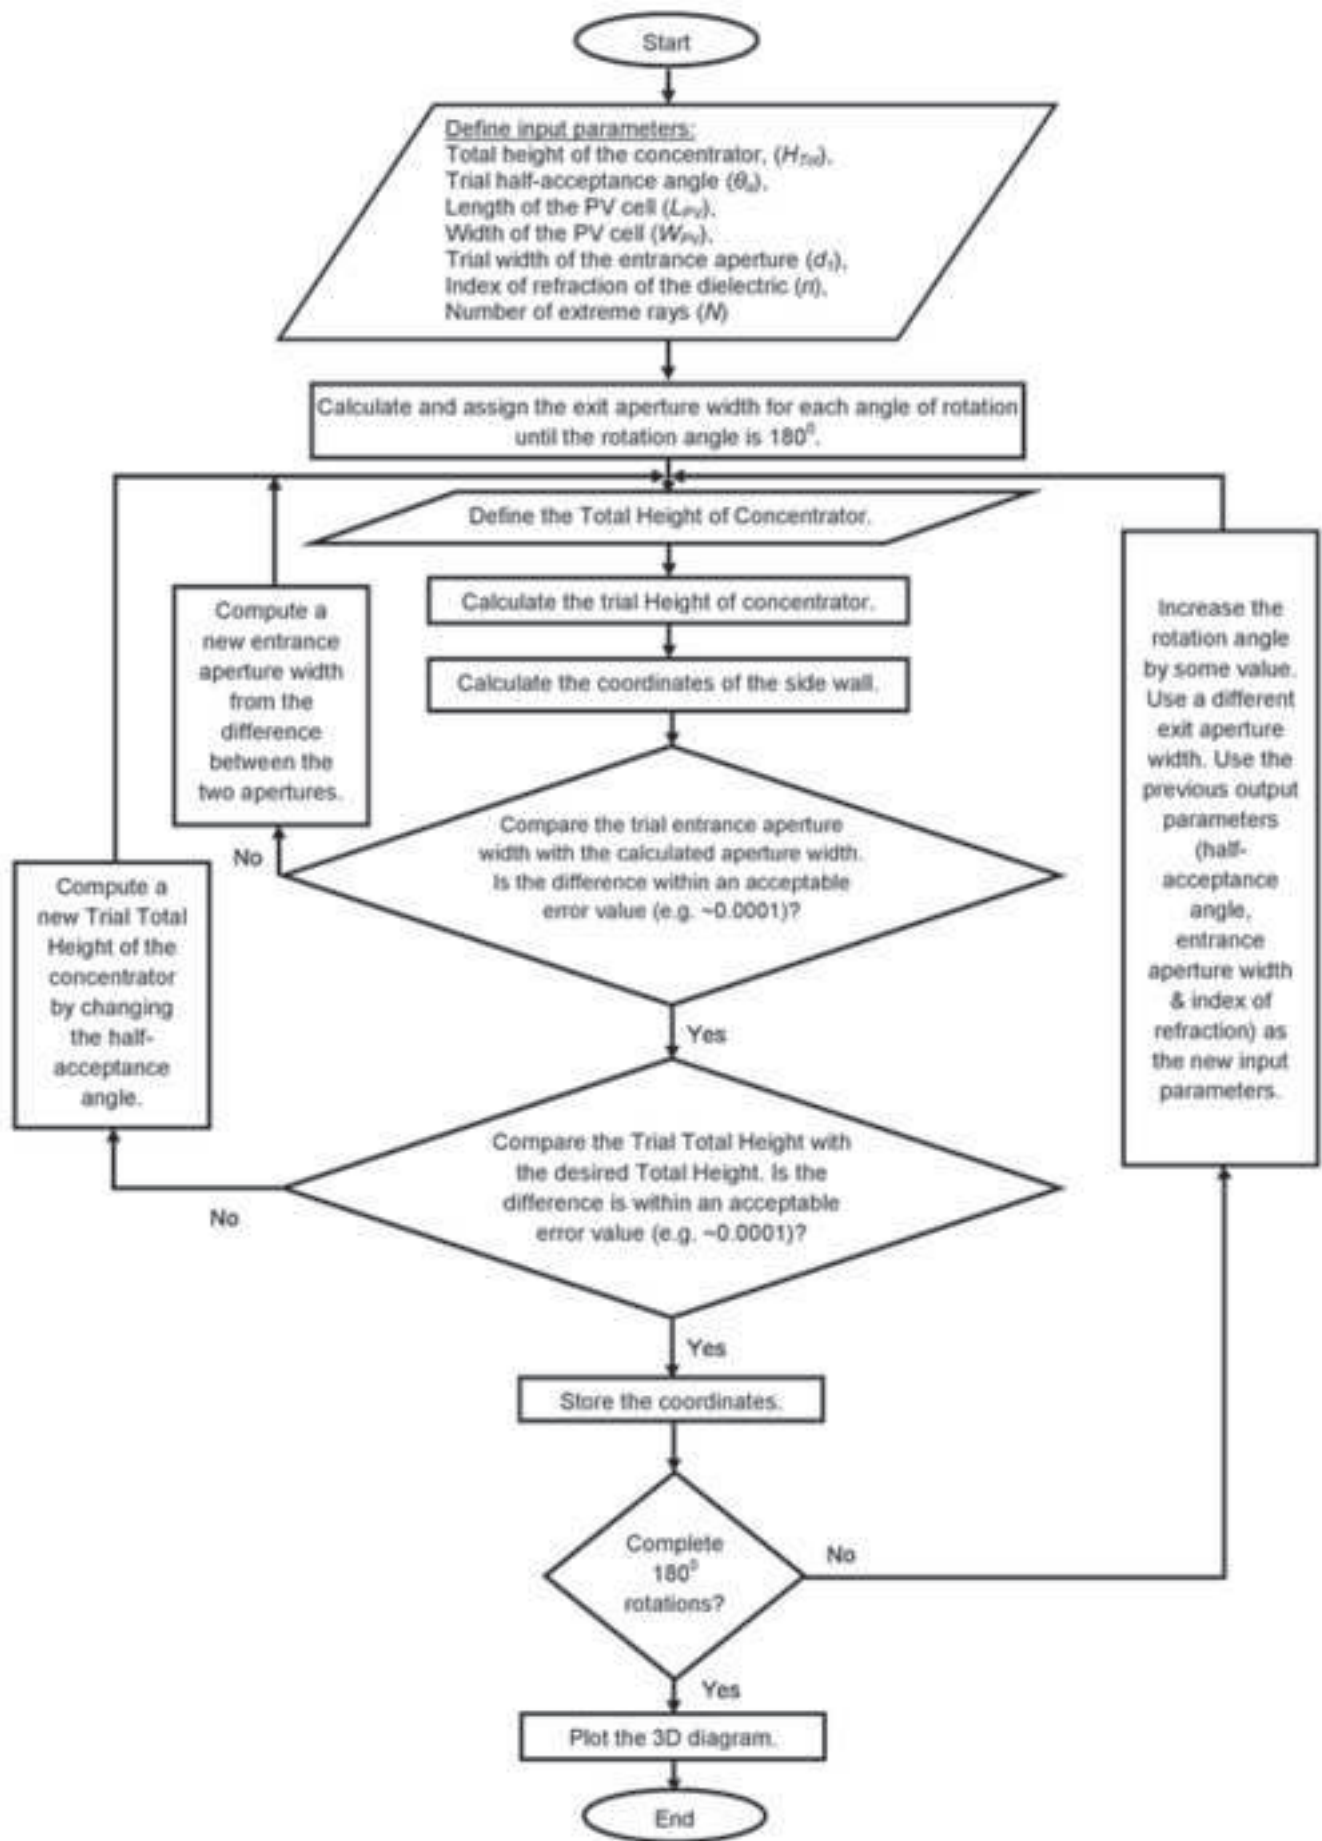 Start
Define input parameters:
Total height of the concentrator, (H_Tot),
Trial half-acceptance angle (θ_a),
Length of the PV cell (L_PV),
Width of the PV cell (W_PV),
Trial width of the entrance aperture (d_1),
Index of refraction of the dielectric (n),
Number of extreme rays (N)
Calculate and assign the exit aperture width for each angle of rotation
until the rotation angle is 180⁰.
Define the Total Height of Concentrator.
Calculate the trial Height of concentrator.
Calculate the coordinates of the side wall.
Compute a
new entrance
aperture width
from the
difference
between the
two apertures.
Compare the trial entrance aperture
width with the calculated aperture width.
Is the difference within an acceptable
error value (e.g. ~0.0001)?
No
Yes
Compute a
new Trial Total
Height of the
concentrator
by changing
the half-
acceptance
angle.
Compare the Trial Total Height with
the desired Total Height. Is the
difference is within an acceptable
error value (e.g. ~0.0001)?
No
Yes
Increase the
rotation angle
by some value.
Use a different
exit aperture
width. Use the
previous output
parameters
(half-
acceptance
angle,
entrance
aperture width
& index of
refraction) as
the new input
parameters.
Store the coordinates.
Complete
180⁰
rotations?
No
Yes
Plot the 3D diagram.
End